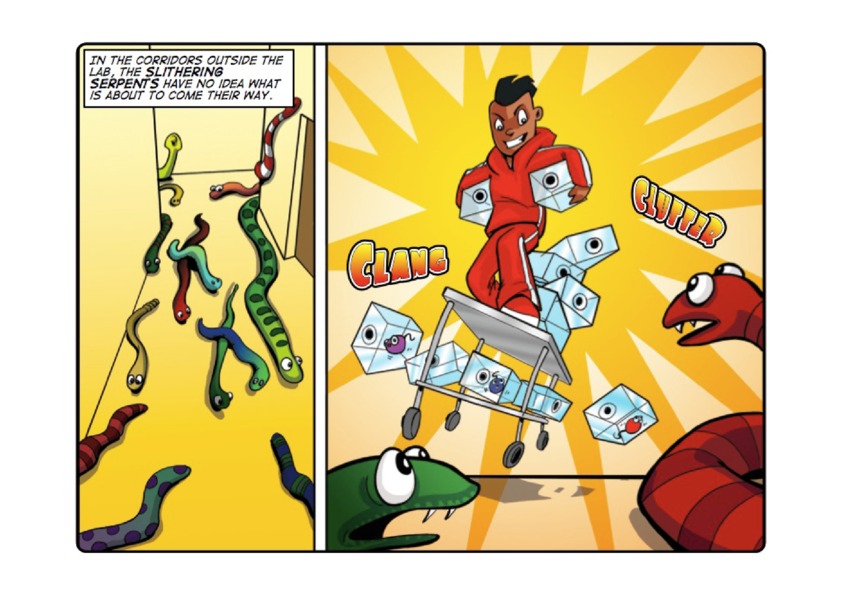 IN THE CORRIDORS OUTSIDE THE
LAB, THE SLITHERING
SERPENTS HAVE NO IDEA WHAT
IS ABOUT TO COME THEIR WAY.
CLANG
CLUTTER